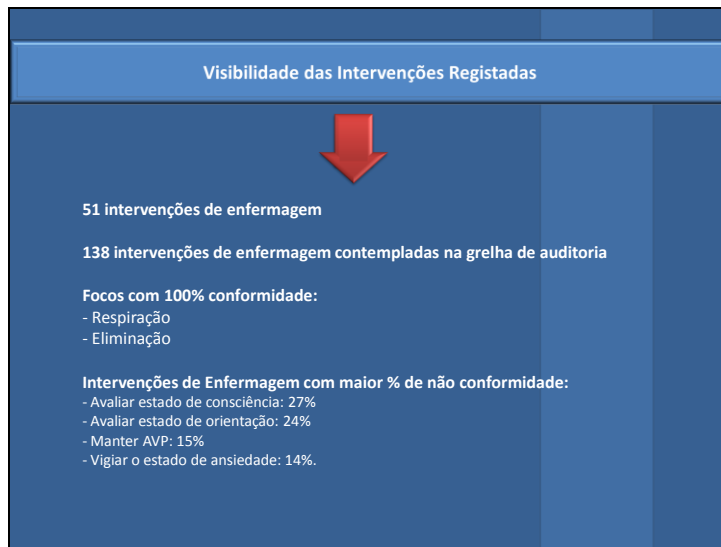 Visibilidade das Intervenções Registadas
51 intervenções de enfermagem
138 intervenções de enfermagem contempladas na grelha de auditoria
Focos com 100% conformidade:
- Respiração
- Eliminação
Intervenções de Enfermagem com maior % de não conformidade:
- Avaliar estado de consciência: 27%
- Avaliar estado de orientação: 24%
- Manter AVP: 15%
- Vigiar o estado de ansiedade: 14%.